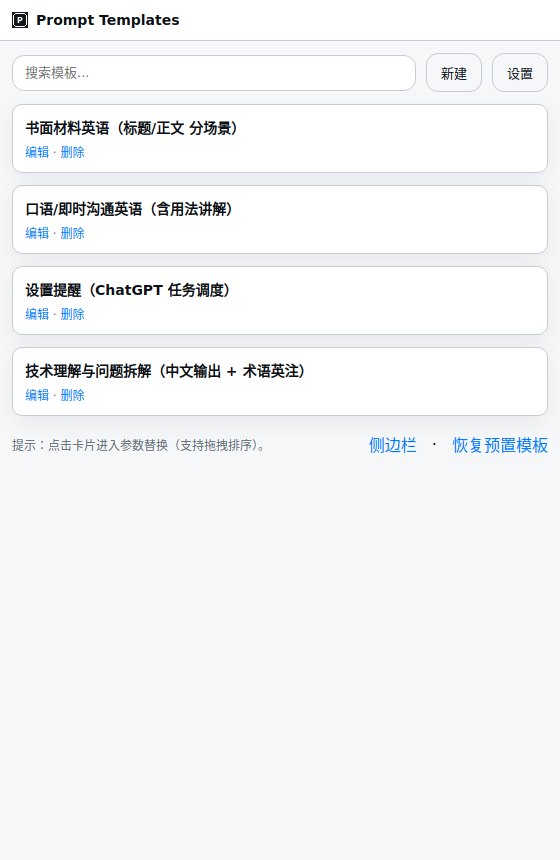 P Prompt Templates
搜索模板...
新建
设置
书面材料英语（标题/正文 分场景）
编辑 · 删除
口语/即时沟通英语（含用法讲解）
编辑 · 删除
设置提醒（ChatGPT 任务调度）
编辑 · 删除
技术理解与问题拆解（中文输出 + 术语英注）
编辑 · 删除
提示：点击卡片进入参数替换（支持拖拽排序）。
侧边栏 · 恢复预置模板